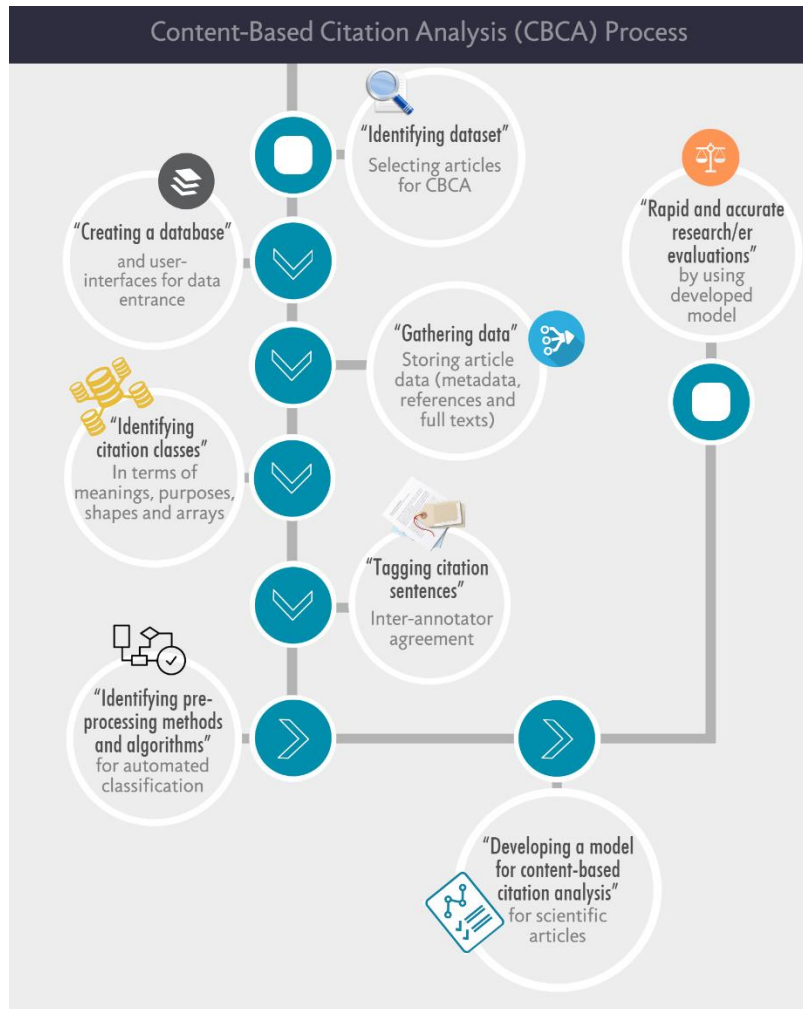 Content-Based Citation Analysis (CBCA) Process
“Identifying dataset”
Selecting articles
for CBCA
“Creating a database”
and user-
interfaces for data
entrance
“Gathering data”
Storing article
data (metadata,
references and
full texts)
“Identifying
citation classes”
In terms of
meanings, purposes,
shapes and arrays
“Tagging citation
sentences”
Inter-annotator
agreement
“Identifying pre-
processing methods
and algorithms”
for automated
classification
“Developing a model
for content-based
citation analysis”
for scientific
articles
“Rapid and accurate
research/er
evaluations”
by using
developed
model